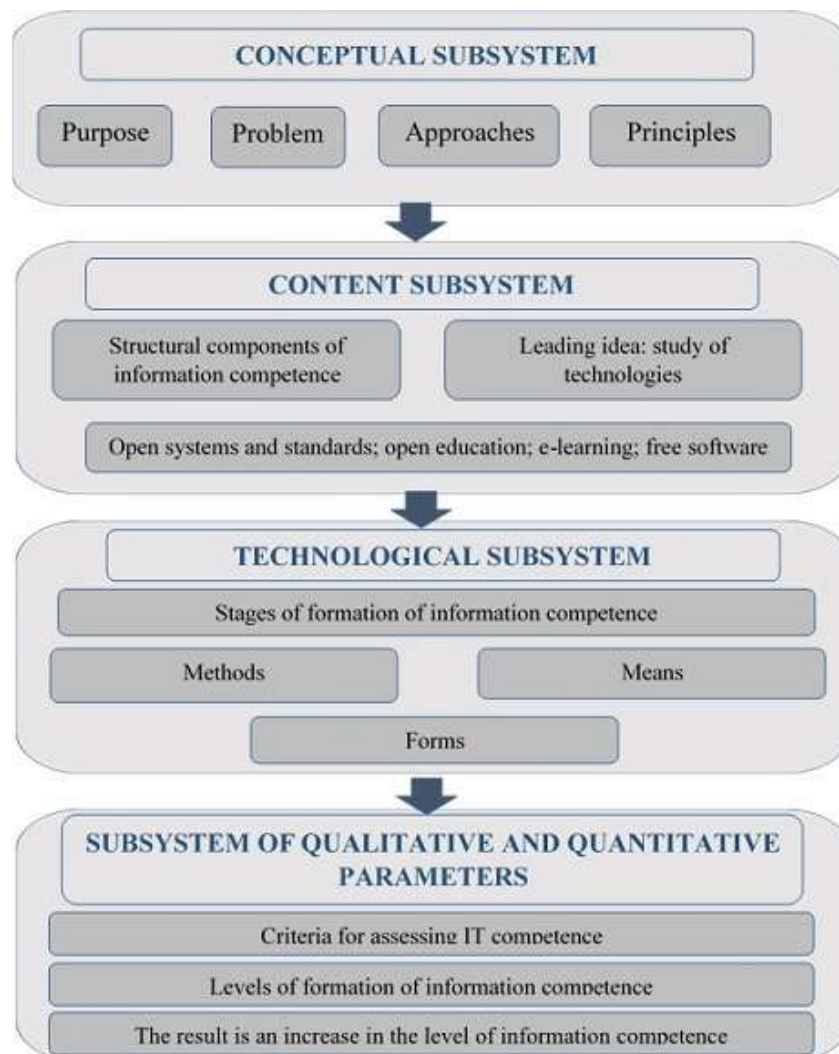 CONCEPTUAL SUBSYSTEM
Purpose
Problem
Approaches
Principles
CONTENT SUBSYSTEM
Structural components of
information competence
Leading idea: study of
technologies
Open systems and standards; open education; e-learning; free software
TECHNOLOGICAL SUBSYSTEM
Stages of formation of information competence
Methods
Means
Forms
SUBSYSTEM OF QUALITATIVE AND QUANTITATIVE
PARAMETERS
Criteria for assessing IT competence
Levels of formation of information competence
The result is an increase in the level of information competence